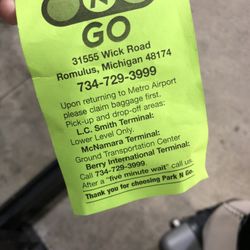 N
GO
31555 Wick Road
Romulus, Michigan 48174
734-729-3999
Upon returning to Metro Airport
please claim baggage first.
Pick-up and drop-off areas:
L.C. Smith Terminal:
Lower Level Only.
McNamara Terminal:
Ground Transportation Center
Berry International Terminal:
Call 734-729-3999.
After a "five minute wait" call us.
Thank you for choosing Park N Go.